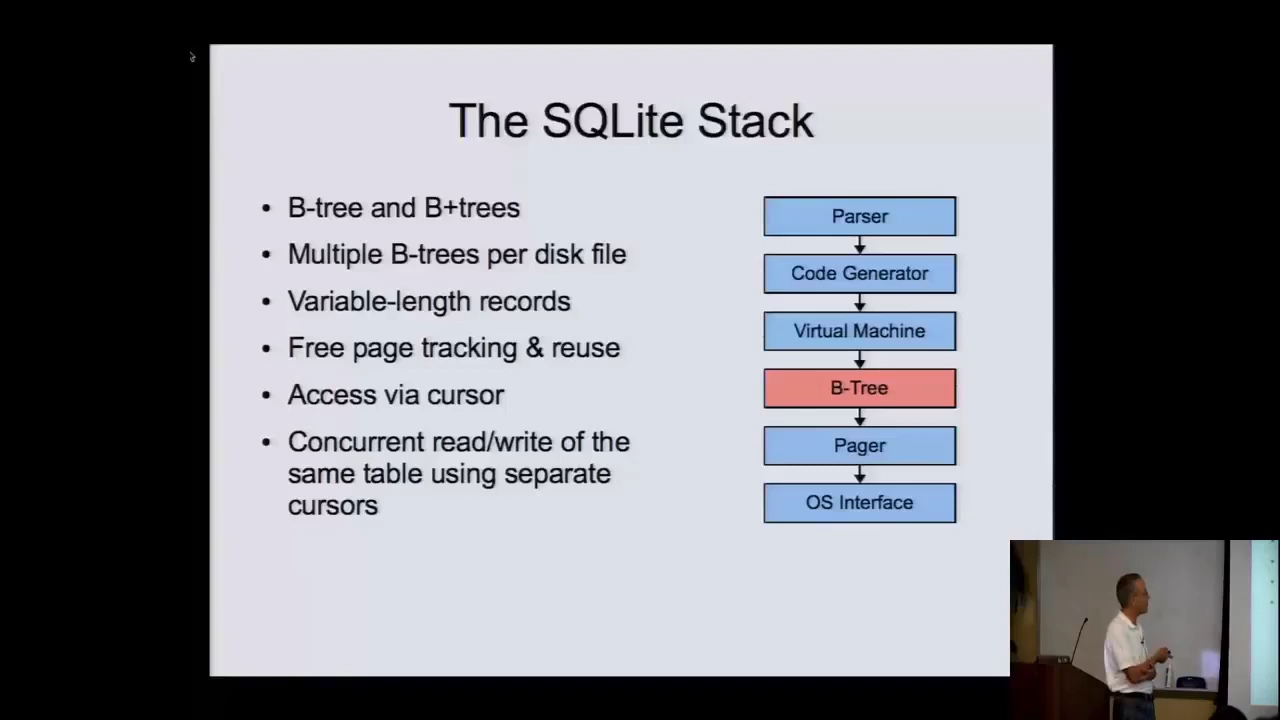 The SQLite Stack
• B-tree and B+trees
• Multiple B-trees per disk file
• Variable-length records
• Free page tracking & reuse
• Access via cursor
• Concurrent read/write of the
same table using separate
cursors
Parser
Code Generator
Virtual Machine
B-Tree
Pager
OS Interface